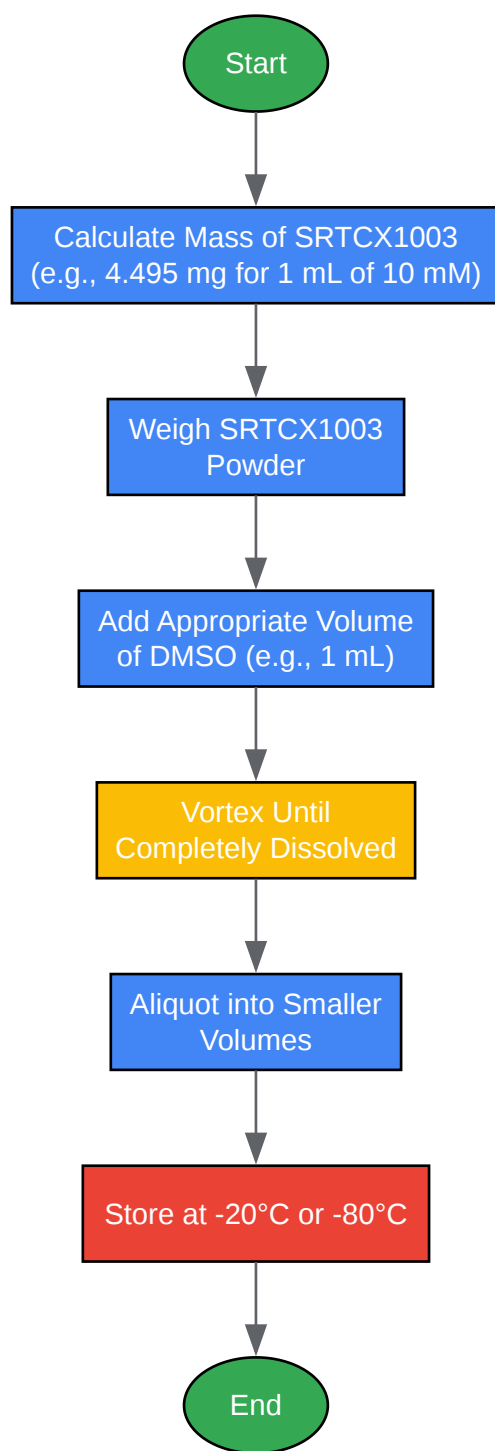 Start
Calculate Mass of SRTCX1003
(e.g., 4.495 mg for 1 mL of 10 mM)
Weigh SRTCX1003
Powder
Add Appropriate Volume
of DMSO (e.g., 1 mL)
Vortex Until
Completely Dissolved
Aliquot into Smaller
Volumes
Store at -20°C or -80°C
End